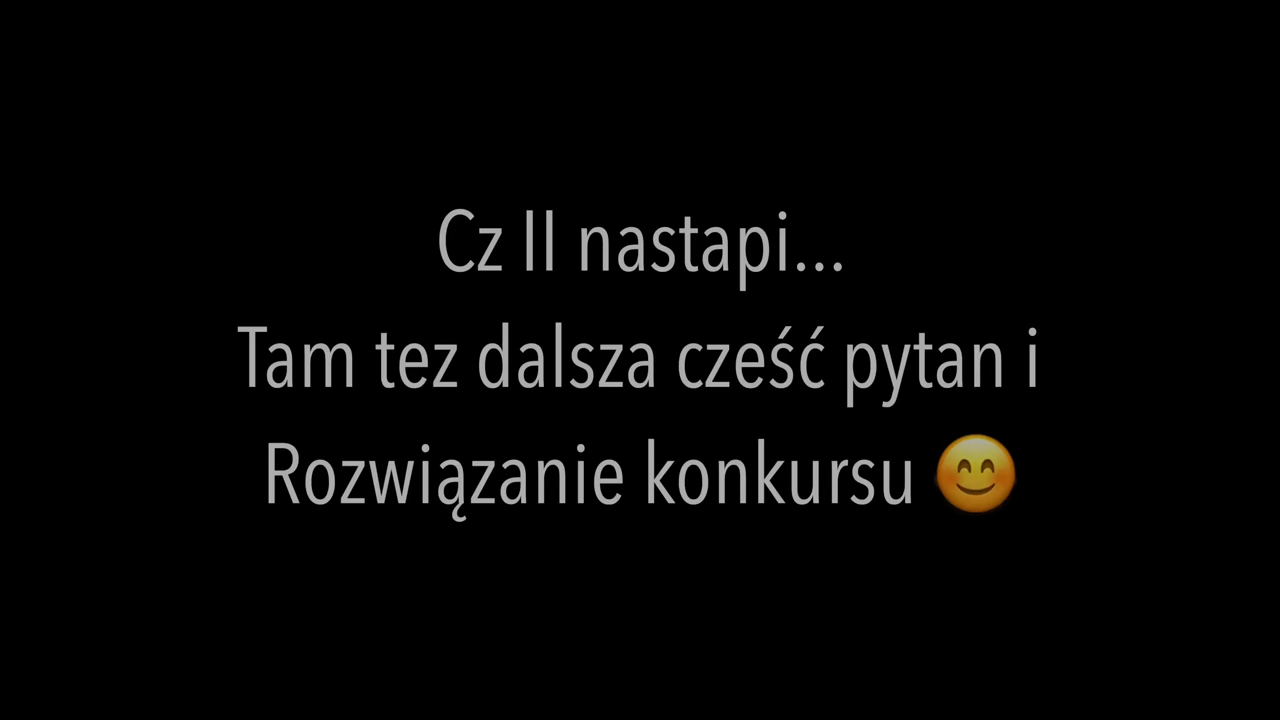 Cz II nastapi...
Tam tez dalsza cześć pytan i
Rozwiązanie konkursu 😊